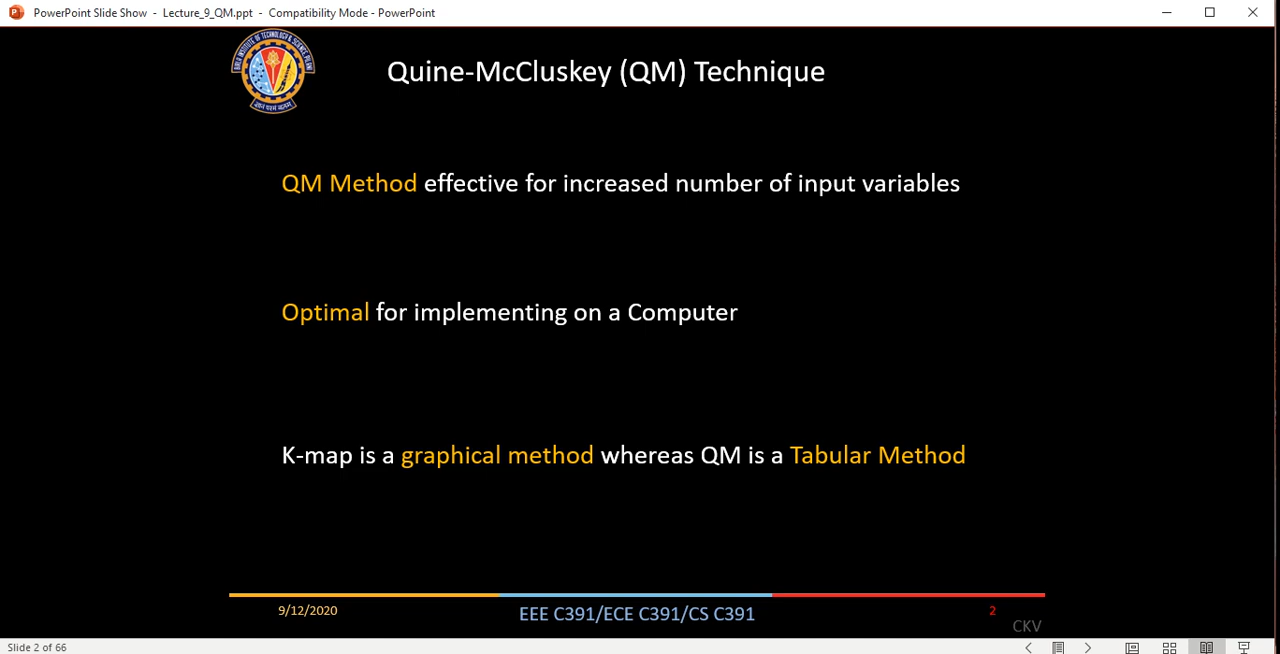 PowerPoint Slide Show - Lecture_9_QM.ppt - Compatibility Mode - PowerPoint
Quine-McCluskey (QM) Technique
QM Method effective for increased number of input variables
Optimal for implementing on a Computer
K-map is a graphical method whereas QM is a Tabular Method
9/12/2020
EEE C391/ECE C391/CS C391
2
CKV
Slide 2 of 66